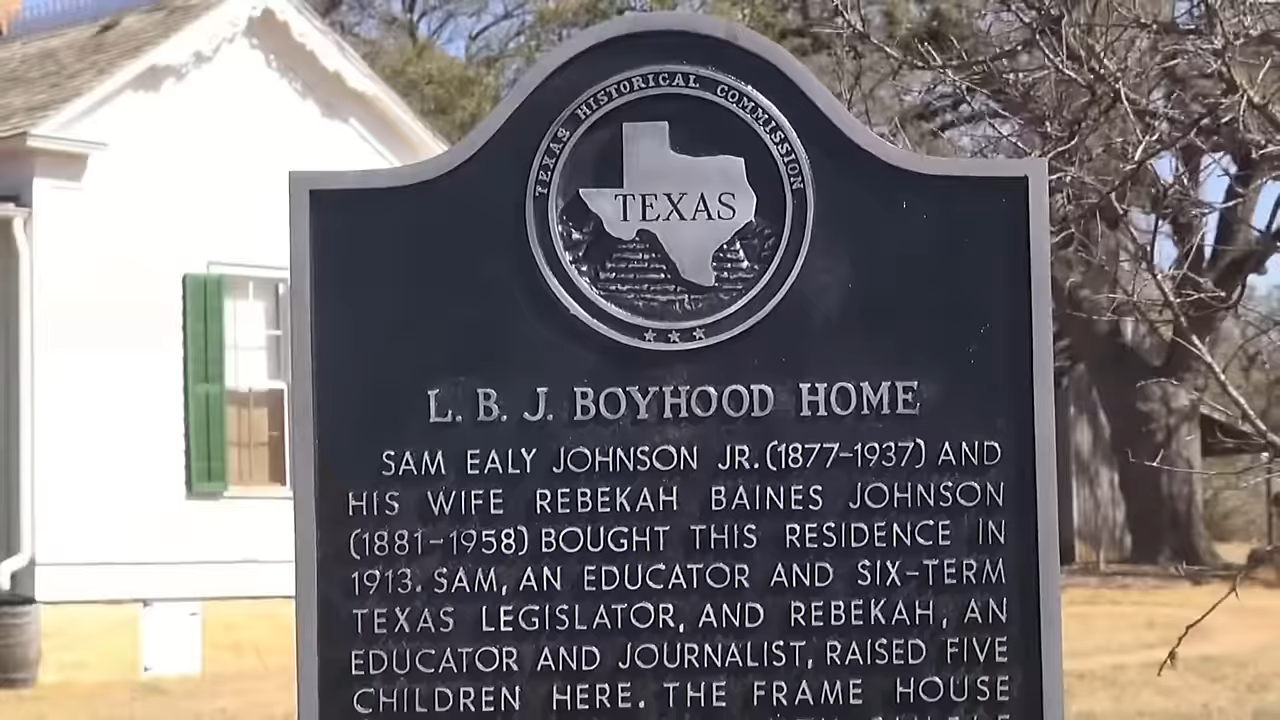 TEXAS HISTORICAL COMMISSION
TEXAS
L. B. J. BOYHOOD HOME
SAM EALY JOHNSON JR. (1877-1937) AND
HIS WIFE REBEKAH BAINES JOHNSON
(1881-1958) BOUGHT THIS RESIDENCE IN
1913. SAM, AN EDUCATOR AND SIX-TERM
TEXAS LEGISLATOR, AND REBEKAH, AN
EDUCATOR AND JOURNALIST, RAISED FIVE
CHILDREN HERE. THE FRAME HOUSE